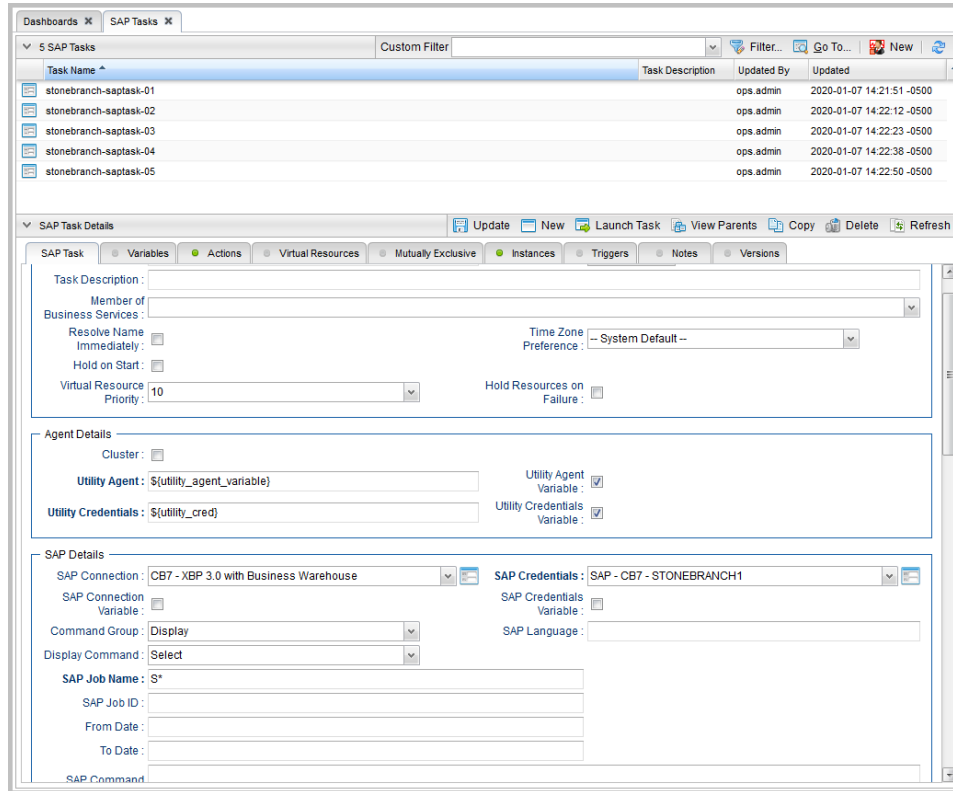 Dashboards SAP Tasks
5 SAP Tasks Custom Filter Filter... Go To... New
Task Name Task Description Updated By Updated
stonebranch-saptask-01 ops.admin 2020-01-07 14:21:51 -0500
stonebranch-saptask-02 ops.admin 2020-01-07 14:22:12 -0500
stonebranch-saptask-03 ops.admin 2020-01-07 14:22:23 -0500
stonebranch-saptask-04 ops.admin 2020-01-07 14:22:38 -0500
stonebranch-saptask-05 ops.admin 2020-01-07 14:22:50 -0500
SAP Task Details Update New Launch Task View Parents Copy Delete Refresh
SAP Task Variables Actions Virtual Resources Mutually Exclusive Instances Triggers Notes Versions
Task Description :
Member of
Business Services :
Resolve Name
Immediately :
Time Zone
Preference : -- System Default --
Hold on Start :
Virtual Resource
Priority : 10
Hold Resources on
Failure :
Agent Details
Cluster :
Utility Agent : ${utility_agent_variable}
Utility Agent
Variable :
Utility Credentials : ${utility_cred}
Utility Credentials
Variable :
SAP Details
SAP Connection : CB7 - XBP 3.0 with Business Warehouse SAP Credentials : SAP - CB7 - STONEBRANCH1
SAP Connection
Variable :
SAP Credentials
Variable :
Command Group : Display SAP Language :
Display Command : Select
SAP Job Name : S*
SAP Job ID :
From Date :
To Date :
SAP Command